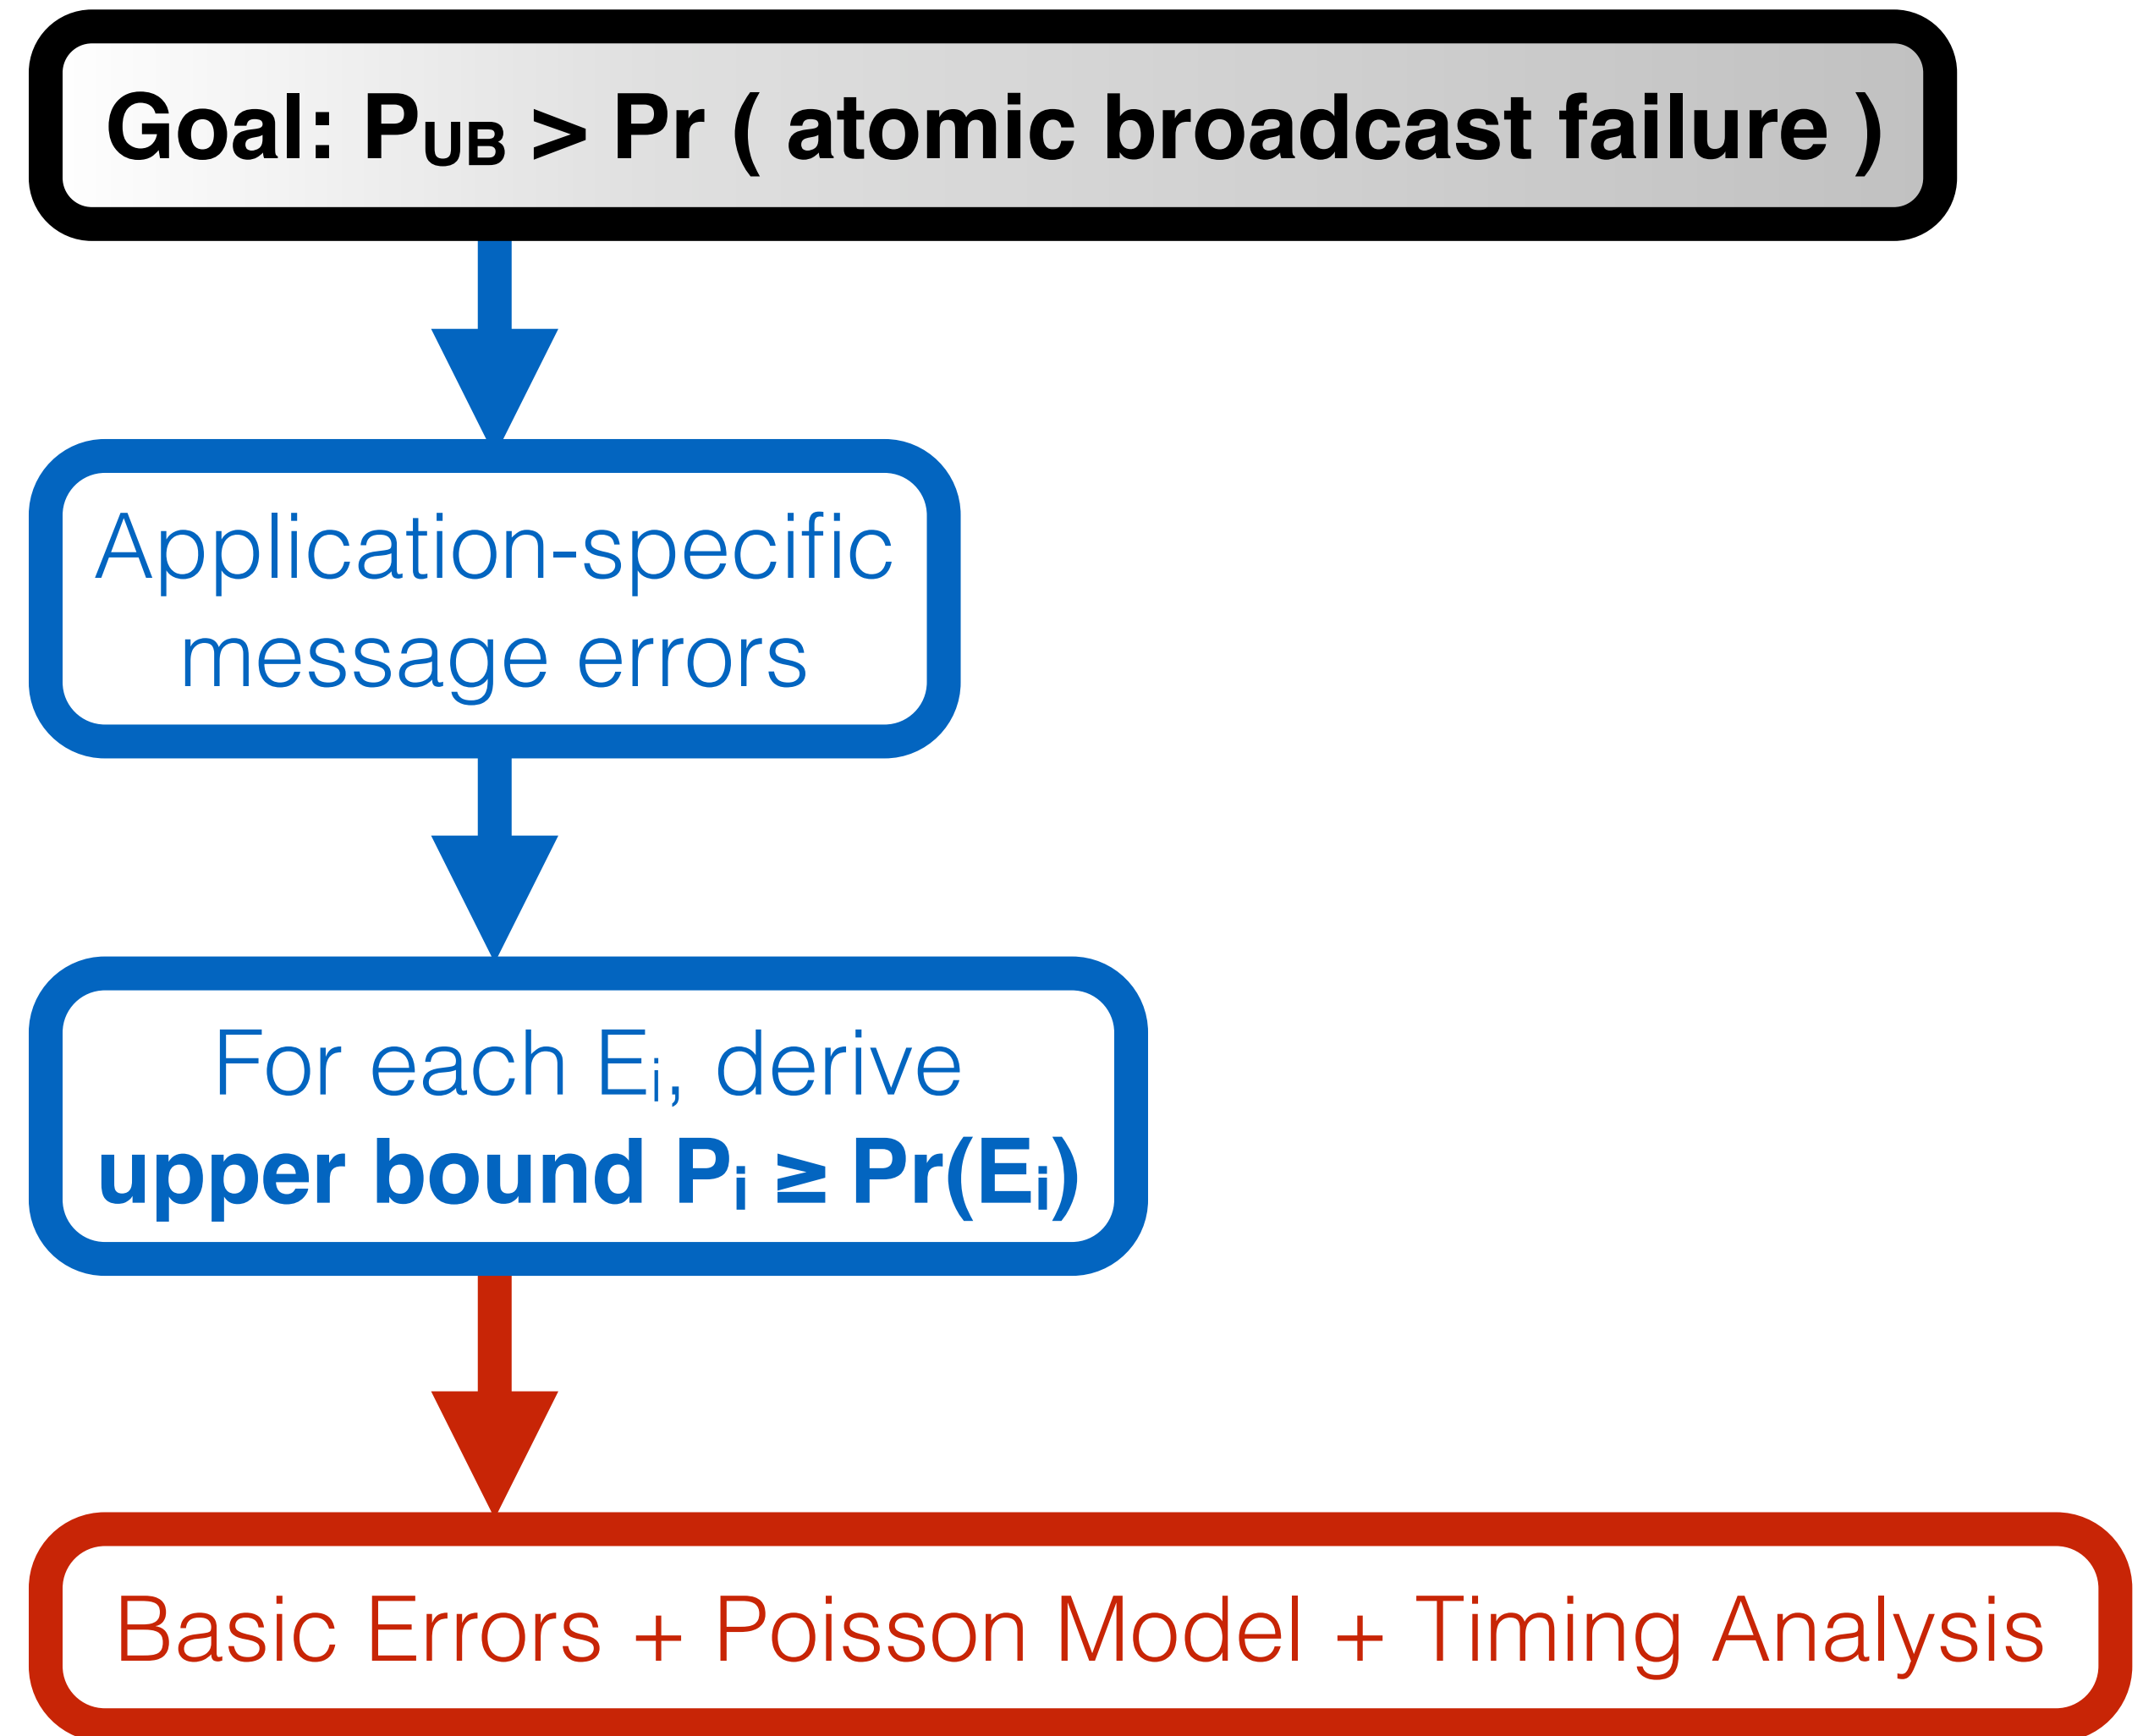 Goal: PUB > Pr ( atomic broadcast failure )
Application-specific
message errors
For each Ei, derive
upper bound Pi ≥ Pr(Ei)
Basic Errors + Poisson Model + Timing Analysis